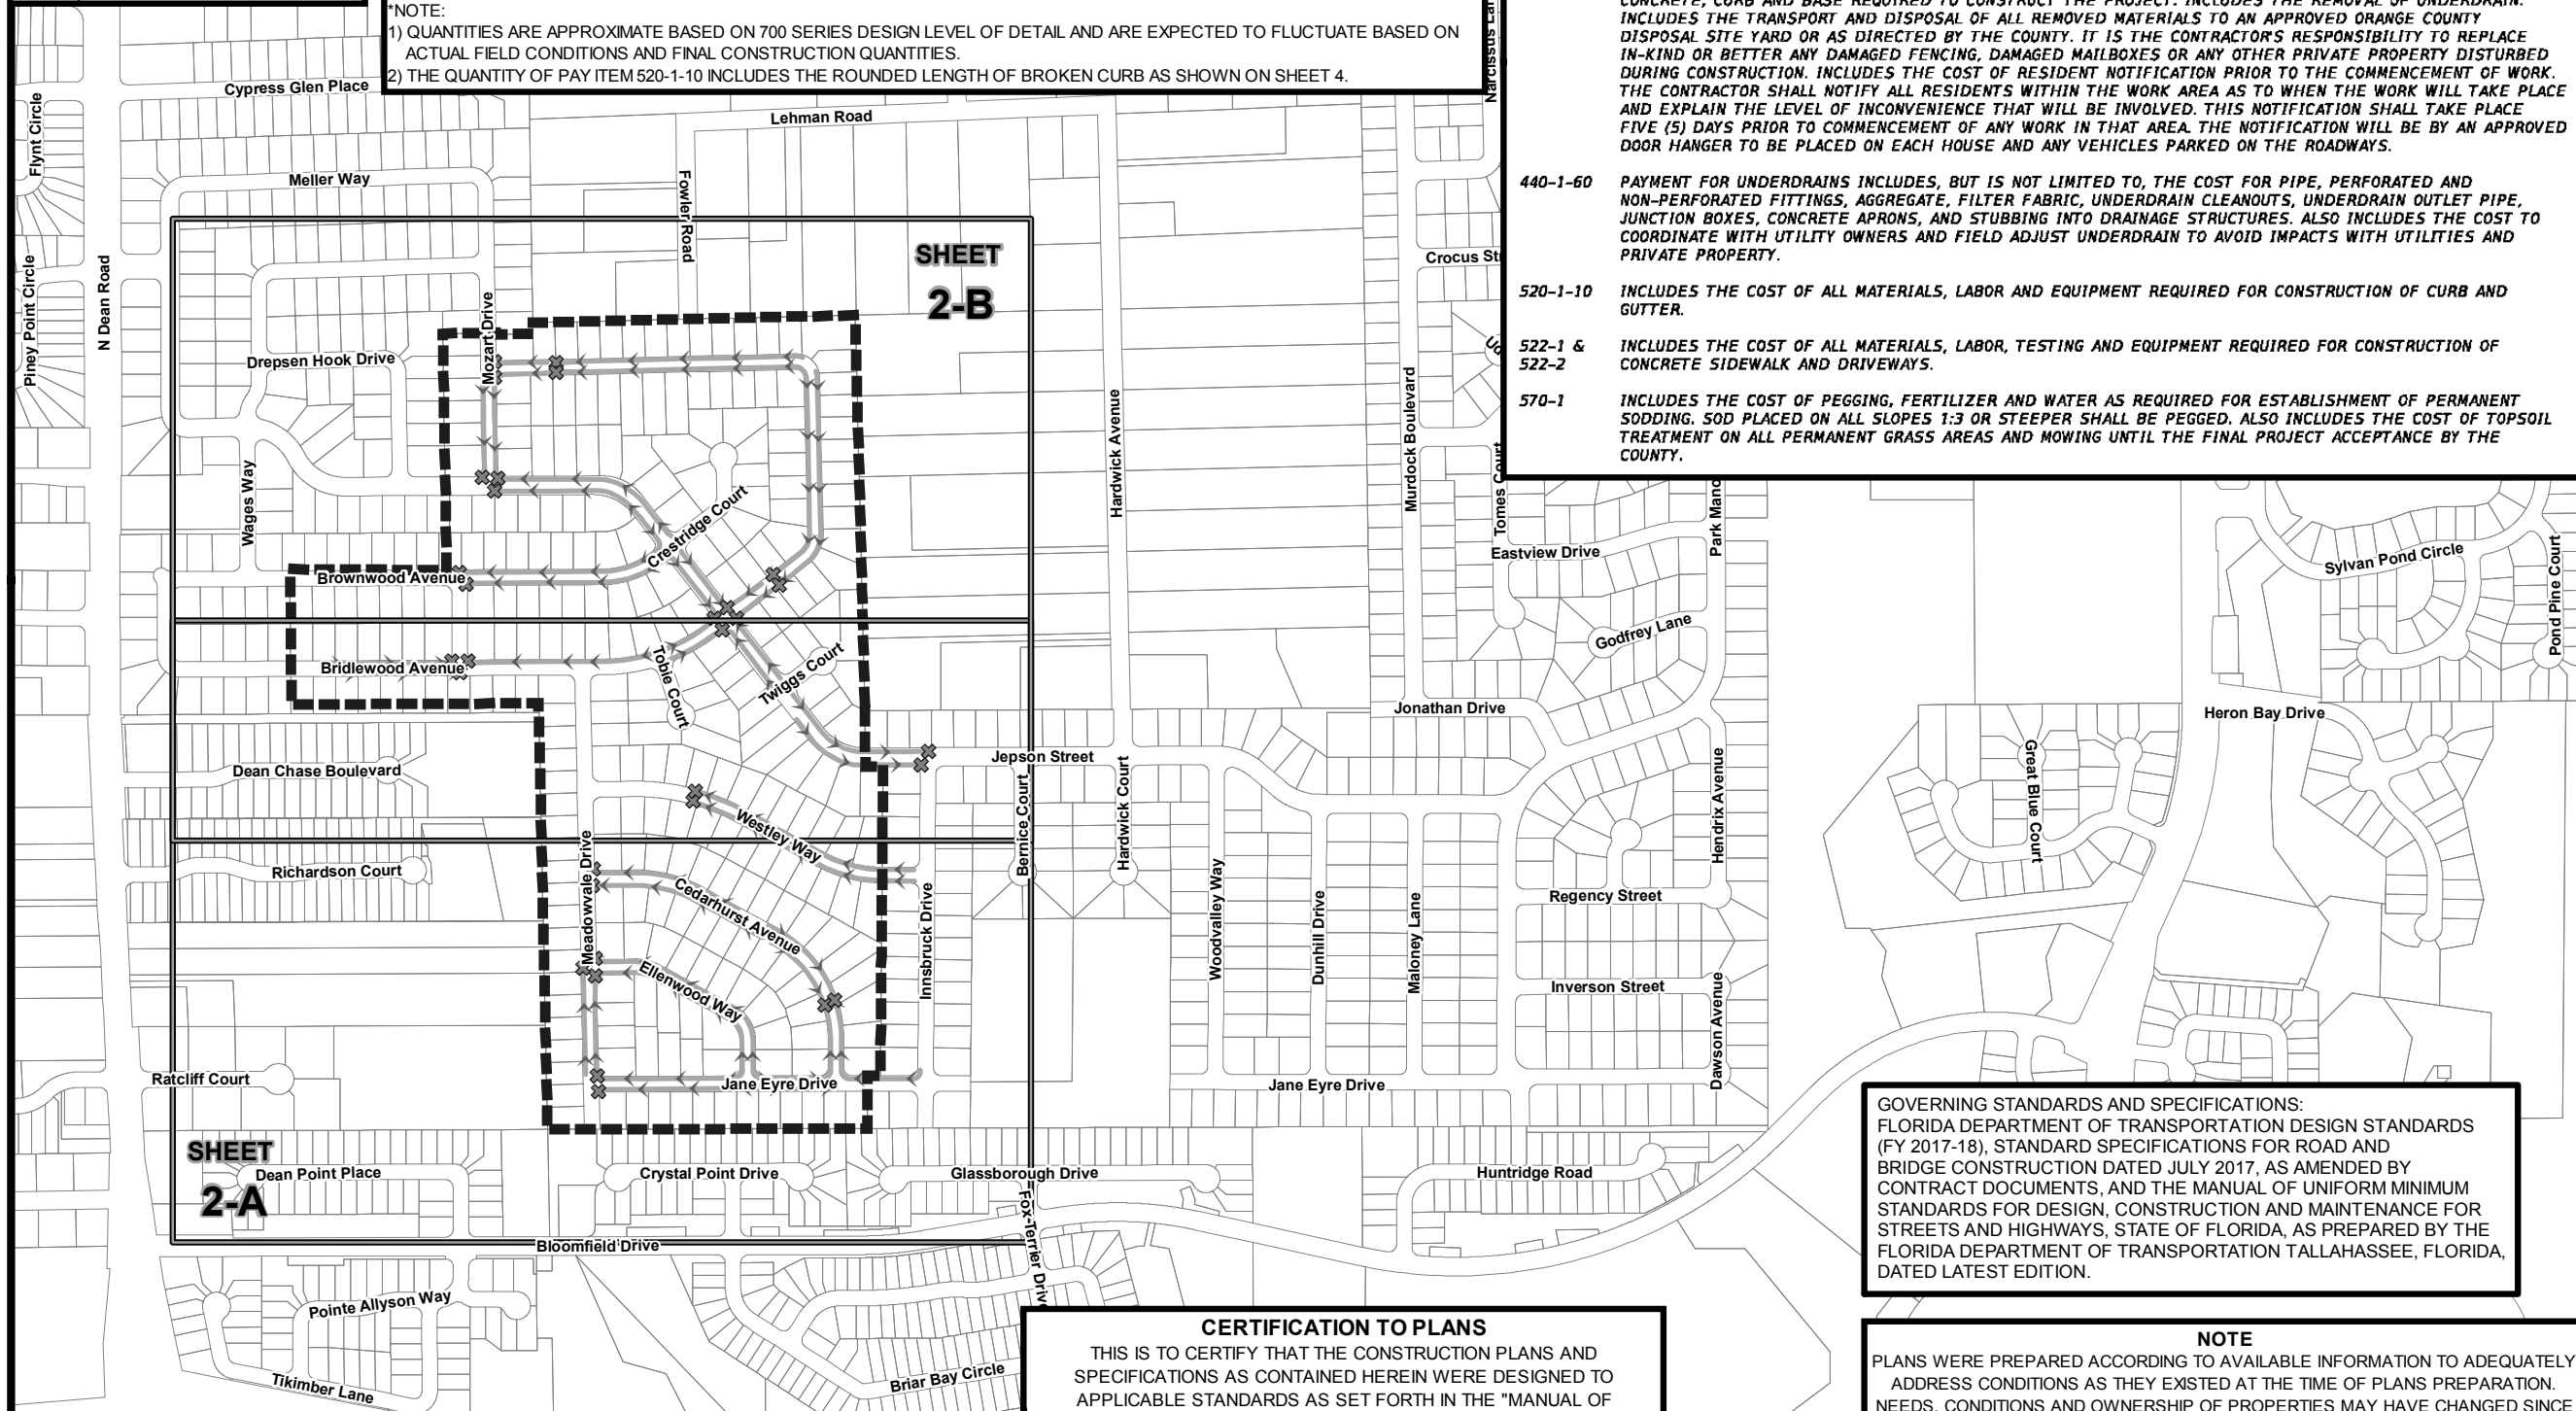 *NOTE:
1) QUANTITIES ARE APPROXIMATE BASED ON 700 SERIES DESIGN LEVEL OF DETAIL AND ARE EXPECTED TO FLUCTUATE BASED ON
ACTUAL FIELD CONDITIONS AND FINAL CONSTRUCTION QUANTITIES.
2) THE QUANTITY OF PAY ITEM 520-1-10 INCLUDES THE ROUNDED LENGTH OF BROKEN CURB AS SHOWN ON SHEET 4.
CONCRETE, CURB AND BASE REQUIRED TO CONSTRUCT THE PROJECT. INCLUDES THE REMOVAL OF UNDERDRAIN.
INCLUDES THE TRANSPORT AND DISPOSAL OF ALL REMOVED MATERIALS TO AN APPROVED ORANGE COUNTY
DISPOSAL SITE YARD OR AS DIRECTED BY THE COUNTY. IT IS THE CONTRACTOR'S RESPONSIBILITY TO REPLACE
IN-KIND OR BETTER ANY DAMAGED FENCING, DAMAGED MAILBOXES OR ANY OTHER PRIVATE PROPERTY DISTURBED
DURING CONSTRUCTION. INCLUDES THE COST OF RESIDENT NOTIFICATION PRIOR TO THE COMMENCEMENT OF WORK.
THE CONTRACTOR SHALL NOTIFY ALL RESIDENTS WITHIN THE WORK AREA AS TO WHEN THE WORK WILL TAKE PLACE
AND EXPLAIN THE LEVEL OF INCONVENIENCE THAT WILL BE INVOLVED. THIS NOTIFICATION SHALL TAKE PLACE
FIVE (5) DAYS PRIOR TO COMMENCEMENT OF ANY WORK IN THAT AREA. THE NOTIFICATION WILL BE BY AN APPROVED
DOOR HANGER TO BE PLACED ON EACH HOUSE AND ANY VEHICLES PARKED ON THE ROADWAYS.
440-1-60 PAYMENT FOR UNDERDRAINS INCLUDES, BUT IS NOT LIMITED TO, THE COST FOR PIPE, PERFORATED AND
NON-PERFORATED FITTINGS, AGGREGATE, FILTER FABRIC, UNDERDRAIN CLEANOUTS, UNDERDRAIN OUTLET PIPE,
JUNCTION BOXES, CONCRETE APRONS, AND STUBBING INTO DRAINAGE STRUCTURES. ALSO INCLUDES THE COST TO
COORDINATE WITH UTILITY OWNERS AND FIELD ADJUST UNDERDRAIN TO AVOID IMPACTS WITH UTILITIES AND
PRIVATE PROPERTY.
520-1-10 INCLUDES THE COST OF ALL MATERIALS, LABOR AND EQUIPMENT REQUIRED FOR CONSTRUCTION OF CURB AND
GUTTER.
522-1 & INCLUDES THE COST OF ALL MATERIALS, LABOR, TESTING AND EQUIPMENT REQUIRED FOR CONSTRUCTION OF
522-2 CONCRETE SIDEWALK AND DRIVEWAYS.
570-1 INCLUDES THE COST OF PEGGING, FERTILIZER AND WATER AS REQUIRED FOR ESTABLISHMENT OF PERMANENT
SODDING. SOD PLACED ON ALL SLOPES 1:3 OR STEEPER SHALL BE PEGGED. ALSO INCLUDES THE COST OF TOPSOIL
TREATMENT ON ALL PERMANENT GRASS AREAS AND MOWING UNTIL THE FINAL PROJECT ACCEPTANCE BY THE
COUNTY.
Cypress Glen Place
Flynt Circle
Lehman Road
Meller Way
Fowler Road
Piney Point Circle
N Dean Road
SHEET
2-B
Crocus
Mozart Drive
Drepsen Hook Drive
Hardwick Avenue
Murdock Boulevard
Tomes Court
Park
Wages Way
Crestridge Court
Eastview Drive
Sylvan Pond Circle
Pond Pine Court
Brownwood Avenue
Godfrey Lane
Bridlewood Avenue
Tobie Court
Twiggs Court
Jonathan Drive
Heron Bay Drive
Jepson Street
Dean Chase Boulevard
Great Blue Court
Bernice Court
Hardwick Court
Hendrix Avenue
Westley Way
Richardson Court
Meadowvale Drive
Cedarhurst Avenue
Innsbruck Drive
Woodvalley Way
Dunhill Drive
Maloney Lane
Regency Street
Ellenwood Way
Inverson Street
Dawson Avenue
Ratcliff Court
Jane Eyre Drive
Jane Eyre Drive
SHEET
2-A
Dean Point Place
Crystal Point Drive
Glassborough Drive
Huntridge Road
Fox-Terrier Drive
Bloomfield Drive
Pointe Allyson Way
Tikimber Lane
Briar Bay Circle
GOVERNING STANDARDS AND SPECIFICATIONS:
FLORIDA DEPARTMENT OF TRANSPORTATION DESIGN STANDARDS
(FY 2017-18), STANDARD SPECIFICATIONS FOR ROAD AND
BRIDGE CONSTRUCTION DATED JULY 2017, AS AMENDED BY
CONTRACT DOCUMENTS, AND THE MANUAL OF UNIFORM MINIMUM
STANDARDS FOR DESIGN, CONSTRUCTION AND MAINTENANCE FOR
STREETS AND HIGHWAYS, STATE OF FLORIDA, AS PREPARED BY THE
FLORIDA DEPARTMENT OF TRANSPORTATION TALLAHASSEE, FLORIDA,
DATED LATEST EDITION.
CERTIFICATION TO PLANS
THIS IS TO CERTIFY THAT THE CONSTRUCTION PLANS AND
SPECIFICATIONS AS CONTAINED HEREIN WERE DESIGNED TO
APPLICABLE STANDARDS AS SET FORTH IN THE "MANUAL OF
NOTE
PLANS WERE PREPARED ACCORDING TO AVAILABLE INFORMATION TO ADEQUATELY
ADDRESS CONDITIONS AS THEY EXISTED AT THE TIME OF PLANS PREPARATION.
NEEDS, CONDITIONS AND OWNERSHIP OF PROPERTIES MAY HAVE CHANGED SINCE